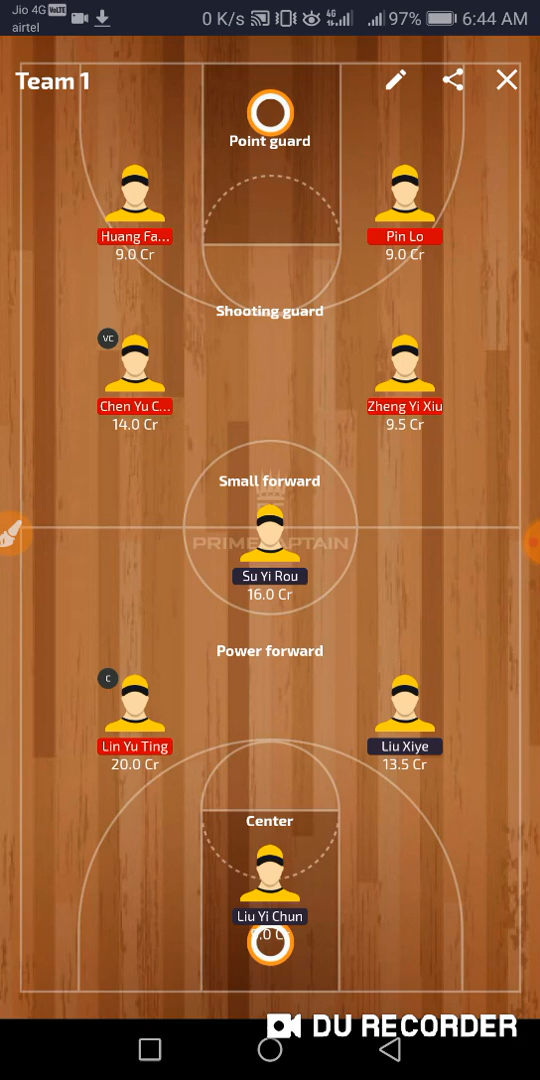 Jio 4G VoLTE
airtel
0 K/s 4G 97% 6:44 AM
Team 1
Point guard
Huang Fa... Pin Lo
9.0 Cr 9.0 Cr
Shooting guard
VC
Chen Yu C... Zheng Yi Xiu
14.0 Cr 9.5 Cr
Small forward
PRIME CAPTAIN
Su Yi Rou
16.0 Cr
Power forward
C
Lin Yu Ting Liu Xiye
20.0 Cr 13.5 Cr
Center
Liu Yi Chun
DU RECORDER